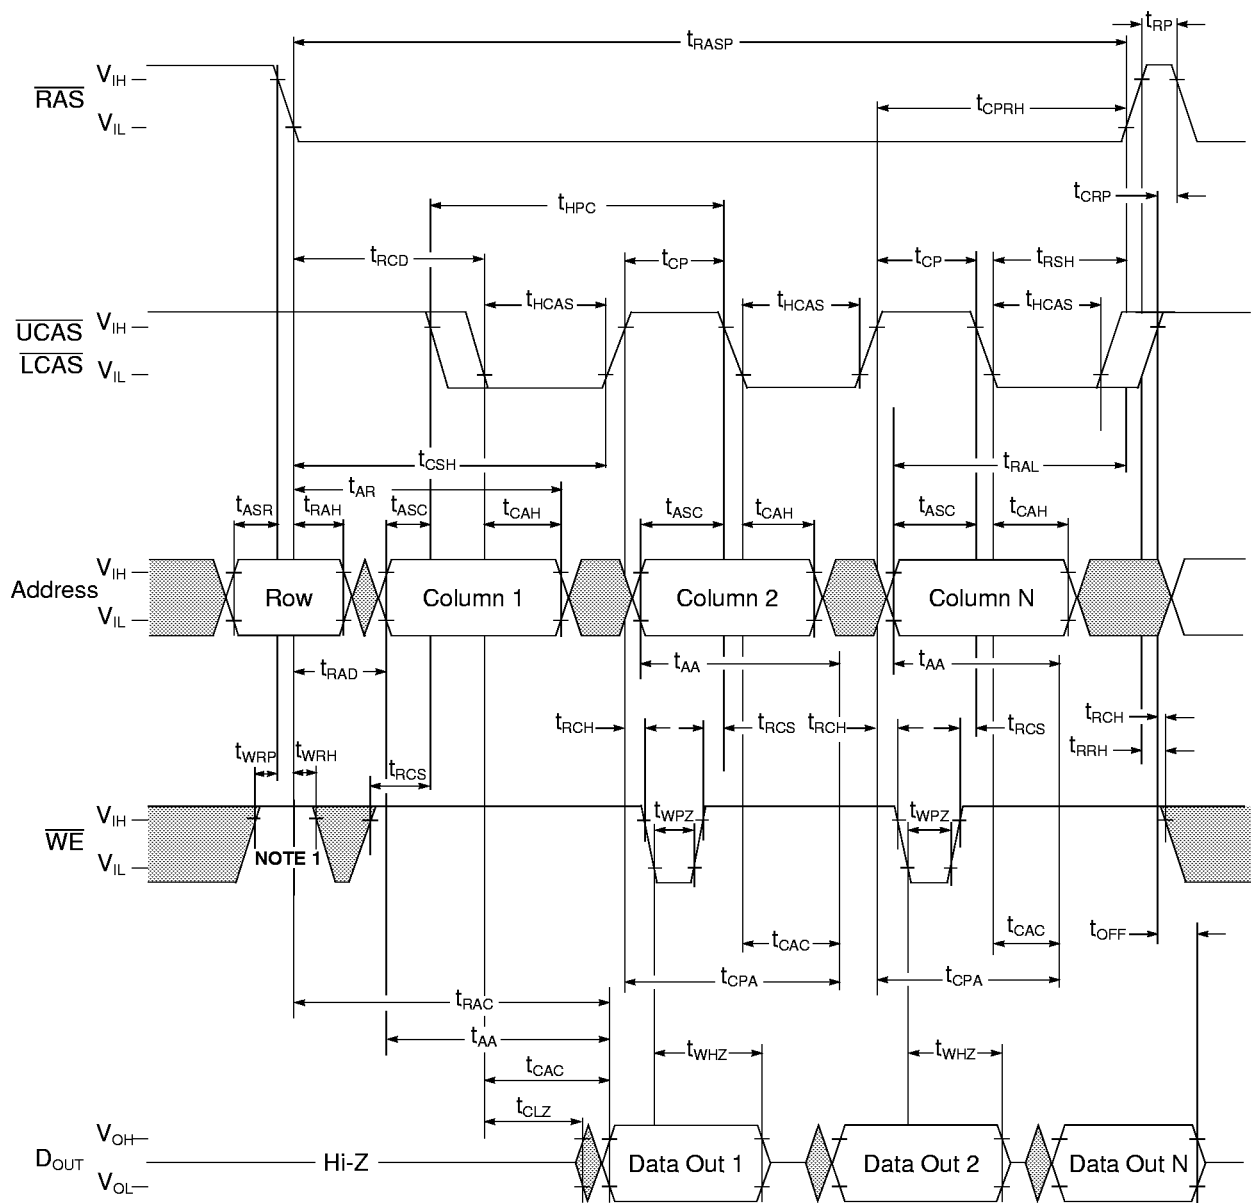 tRP
tRASP
VIH
RAS
VIL
tCPRH
tCRP
tHPC
tRCD
tCP
tCP
tRSH
tHCAS
tHCAS
tHCAS
UCAS VIH
LCAS VIL
tCSH
tRAL
tAR
tASR tRAH tASC tCAH tASC tCAH tASC tCAH
VIH
Address Row Column 1 Column 2 Column N
VIL
tRAD
tAA
tAA
tRCH tRCS tRCH tRCS tRCH
tRRH
tWRP tWRH
tRCS
VIH
WE
tWPZ
tWPZ
NOTE 1
VIL
tCAC
tCAC
tOFF
tCPA
tCPA
tRAC
tAA
tWHZ
tWHZ
tCAC
tCLZ
VOH
DOUT Hi-Z Data Out 1 Data Out 2 Data Out N
VOL